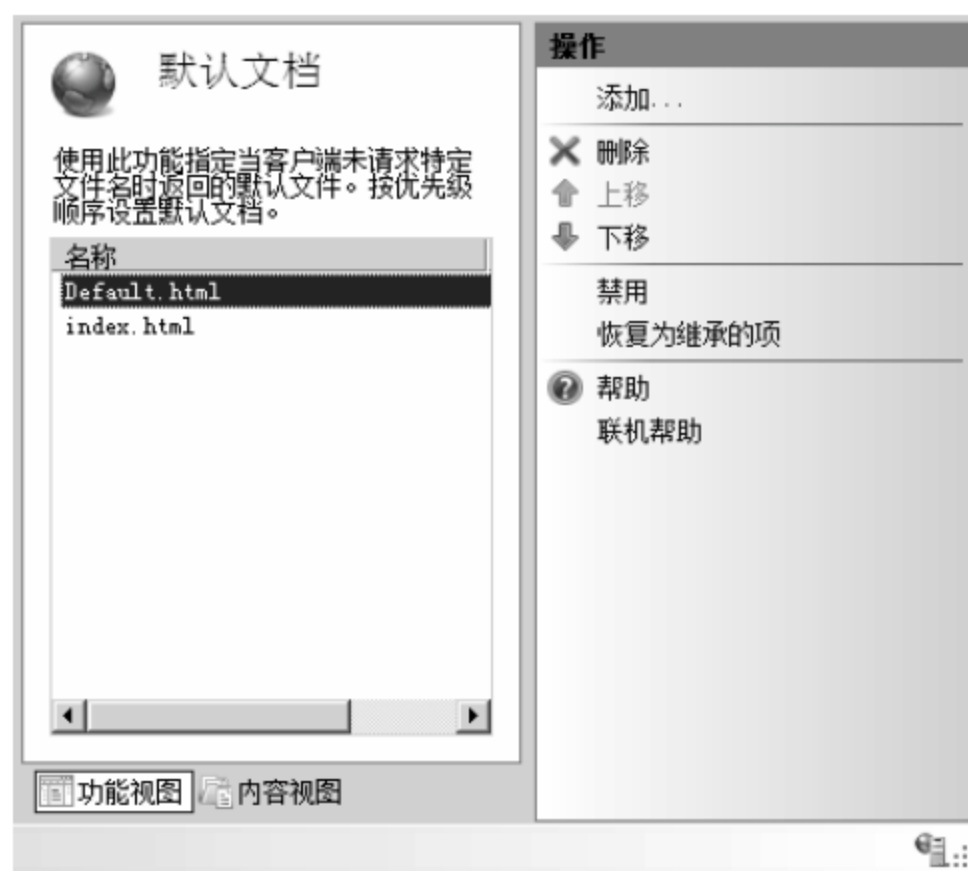 默认文档
使用此功能指定当客户端未请求特定
文件名时返回的默认文件。按优先级
顺序设置默认文档。
名称
Default.html
index.html
功能视图
内容视图
操作
添加...
删除
上移
下移
禁用
恢复为继承的项
帮助
联机帮助